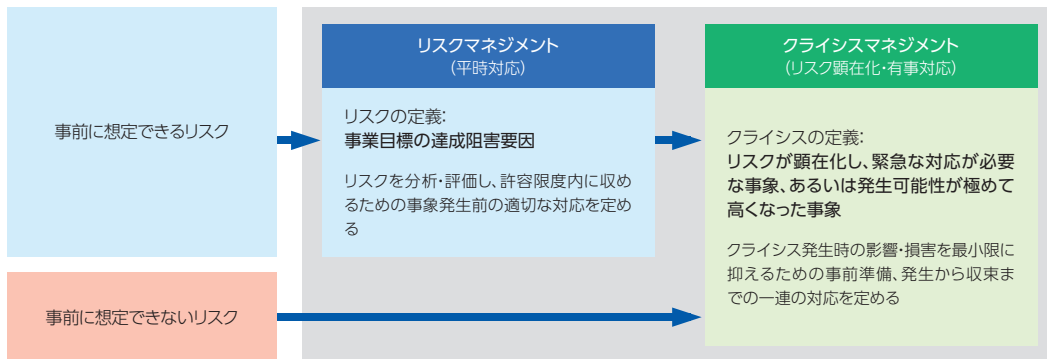 事前に想定できるリスク
リスクマネジメント
(平時対応)
リスクの定義:
事業目標の達成阻害要因
リスクを分析・評価し、許容限度内に収め
るための事象発生前の適切な対応を定め
る
クライシスマネジメント
(リスク顕在化・有事対応)
クライシスの定義:
リスクが顕在化し、緊急な対応が必要
な事象、あるいは発生可能性が極めて
高くなった事象
クライシス発生時の影響・損害を最小限に
抑えるための事前準備、発生から収束ま
での一連の対応を定める
事前に想定できないリスク